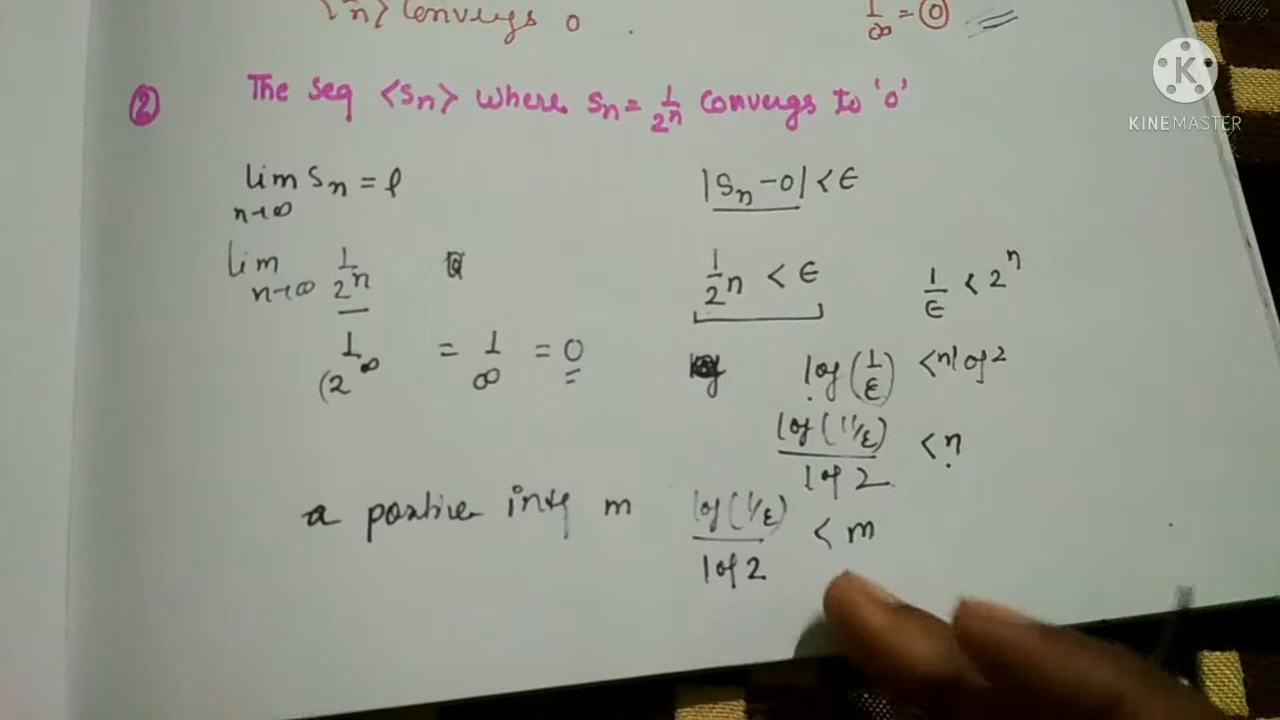 ⟨n⟩ convergs 0 .
1/∞ = 0
KINEMASTER
② The seq <Sn> where Sn = 1/2^n convergs to '0'
lim Sn = l
n→∞
|Sn - 0| < ε
lim 1/2^n
n→∞
1/2^n < ε
1/ε < 2^n
1/(2^∞ = 1/∞ = 0
log(1/ε) < n log 2
log(1/ε)/log 2 < n
a positive integ m log(1/ε)/log 2 < m